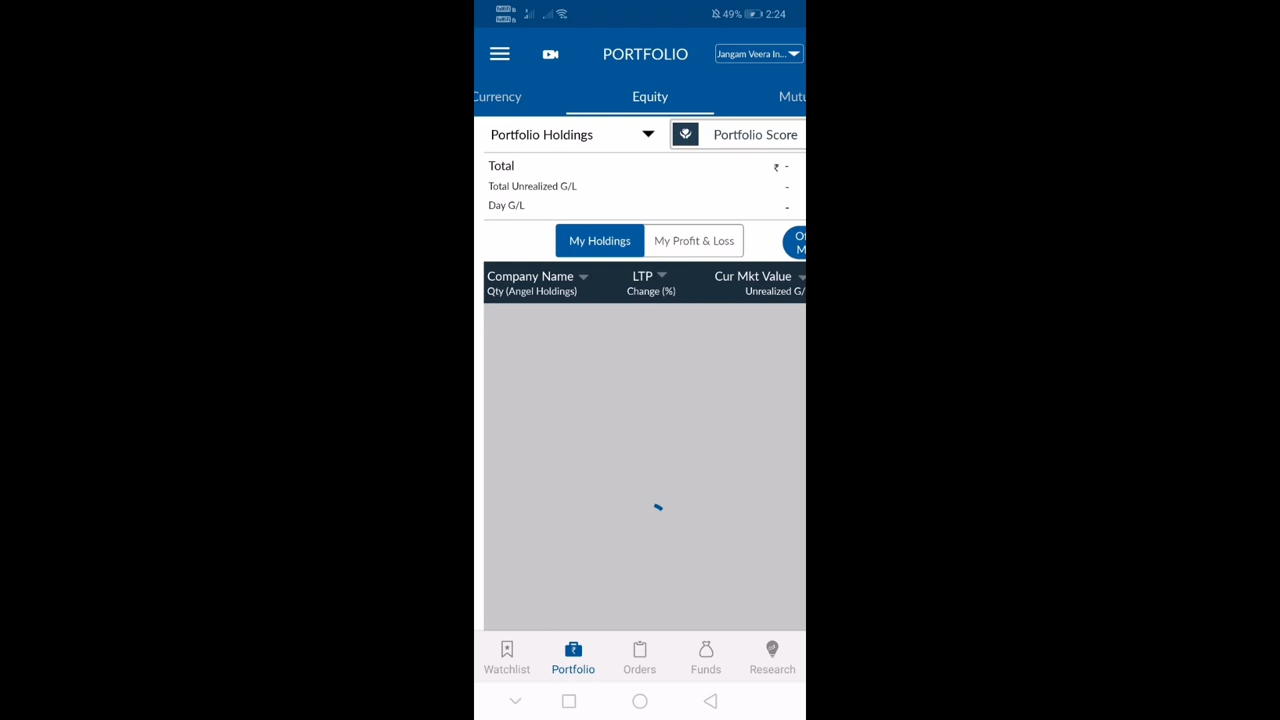 49% 2:24
PORTFOLIO
Jangam Veera In...
Currency Equity Mutu
Portfolio Holdings
Portfolio Score
Total ₹ -
Total Unrealized G/L -
Day G/L -
My Holdings My Profit & Loss
Company Name LTP Cur Mkt Value
Qty (Angel Holdings) Change (%) Unrealized G/
Watchlist Portfolio Orders Funds Research